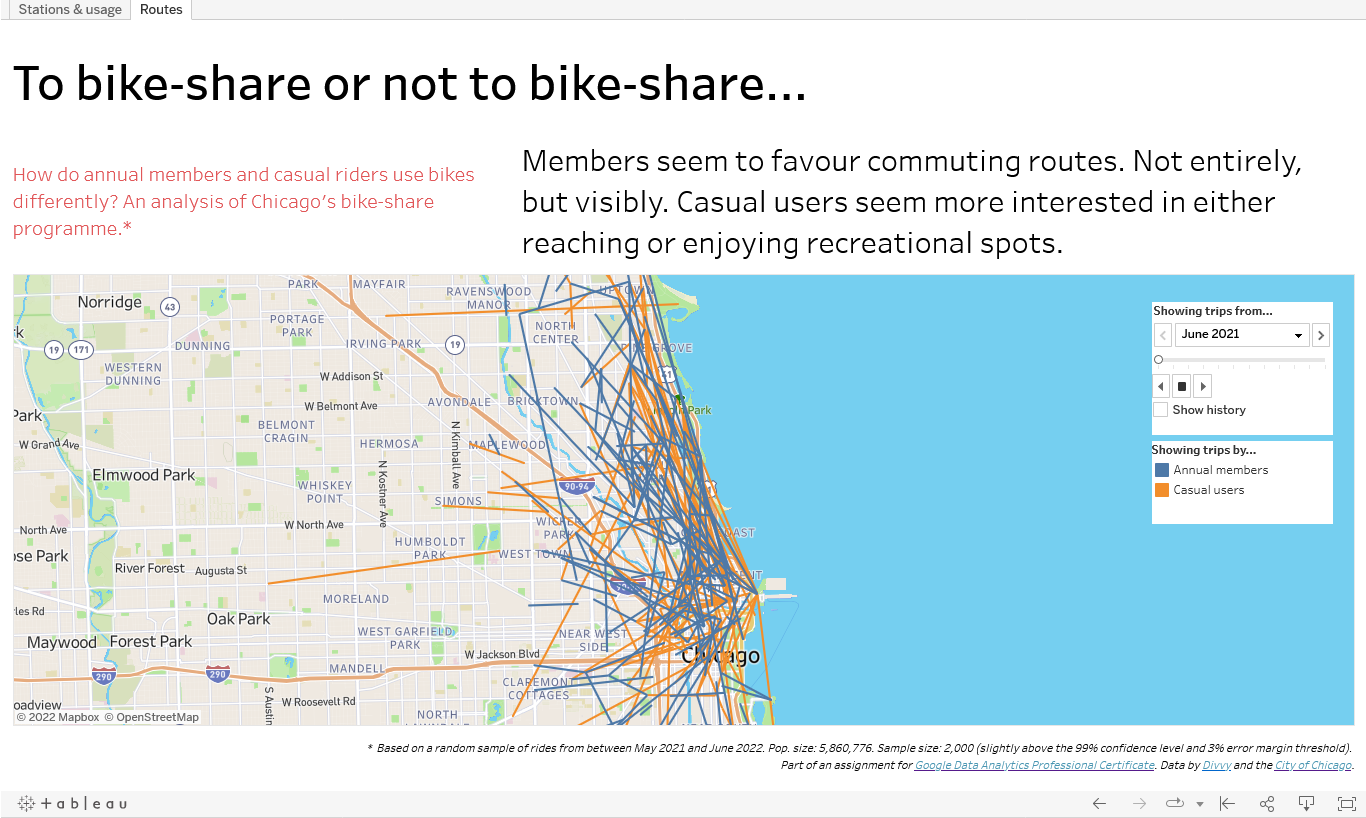 Stations & usage
Routes
To bike-share or not to bike-share...
How do annual members and casual riders use bikes
differently? An analysis of Chicago's bike-share
programme.*
Members seem to favour commuting routes. Not entirely,
but visibly. Casual users seem more interested in either
reaching or enjoying recreational spots.
PARK
MAYFAIR
Norridge
43
RAVENSWOOD
MANOR
UPTOWN
PORTAGE
PARK
NORTH
CENTER
19
171
DUNNING
IRVING PARK
19
WESTERN
DUNNING
W Addison St
41
AVONDALE
BRICKTOWN
W Belmont Ave
Park
BELMONT
CRAGIN
W Grand Ave
HERMOSA
N Kimball Ave
MAPLEWOOD
Elmwood Park
N Kostner Ave
WHISKEY
POINT
90-94
SIMONS
North Ave
W North Ave
WICKER
PARK
HUMBOLDT
PARK
WEST TOWN
River Forest
Augusta St
MORELAND
Oak Park
Maywood
Forest Park
WEST GARFIELD
PARK
NEAR WEST
SIDE
W Jackson Blvd
Chicago
290
290
MANDELL
CLAREMONT
COTTAGES
S Austin
W Roosevelt Rd
NORTH
© 2022 Mapbox © OpenStreetMap
Showing trips from...
June 2021
Show history
Showing trips by...
Annual members
Casual users
* Based on a random sample of rides from between May 2021 and June 2022. Pop. size: 5,860,776. Sample size: 2,000 (slightly above the 99% confidence level and 3% error margin threshold).
Part of an assignment for Google Data Analytics Professional Certificate. Data by Divvy and the City of Chicago.
+ a b | e a u